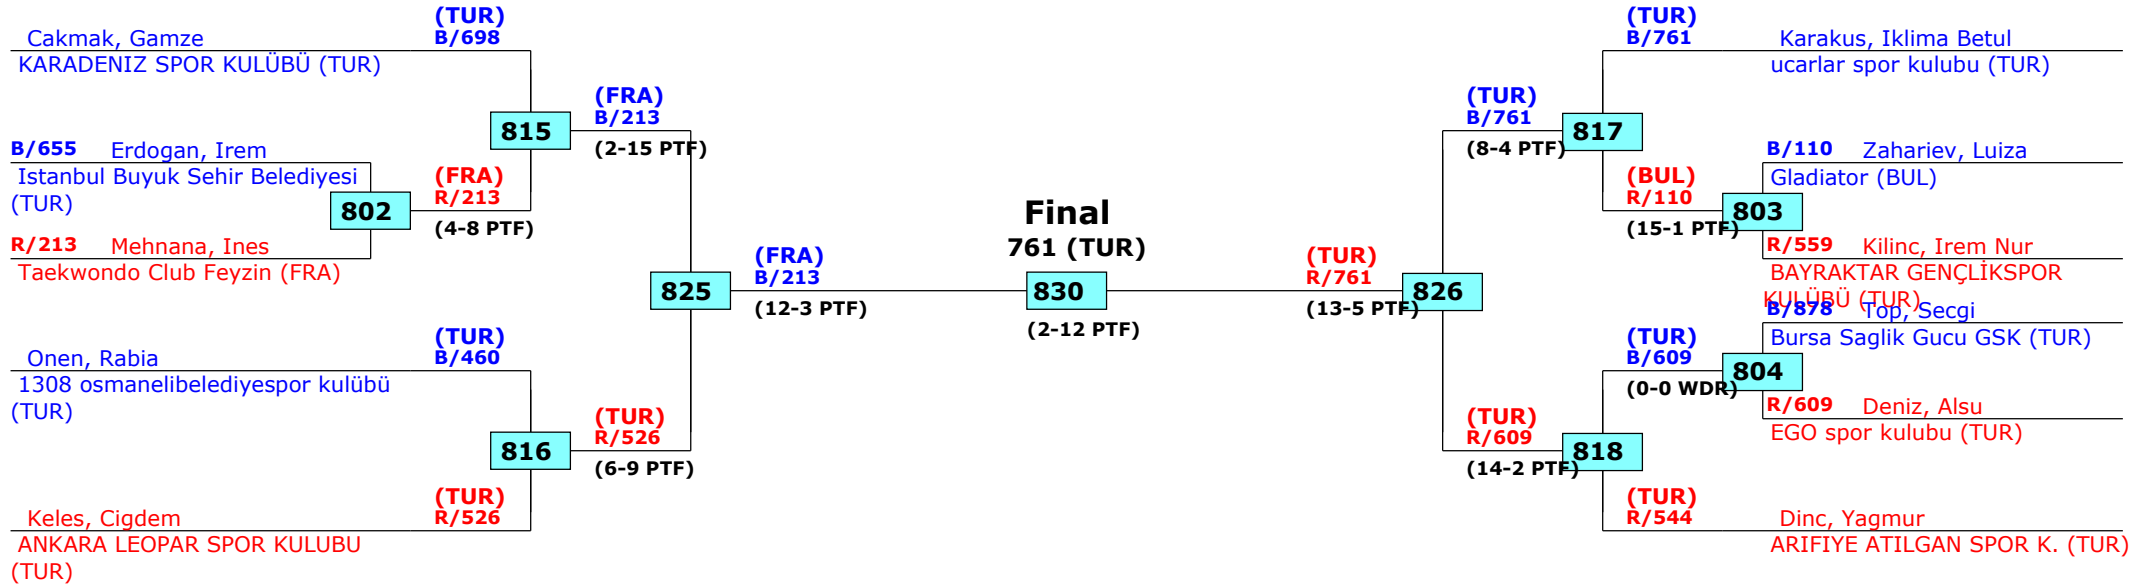 (TUR)
B/698
Cakmak, Gamze
KARADENIZ SPOR KULÜBÜ (TUR)
815
(FRA)
B/213
(2-15 PTF)
B/655 Erdogan, Irem
Istanbul Buyuk Sehir Belediyesi
(TUR)
802
(FRA)
R/213
(4-8 PTF)
R/213 Mehnana, Ines
Taekwondo Club Feyzin (FRA)
825
(FRA)
B/213
(12-3 PTF)
(TUR)
B/460
Onen, Rabia
1308 osmanelibelediyespor kulübü
(TUR)
816
(TUR)
R/526
(6-9 PTF)
(TUR)
R/526
Keles, Cigdem
ANKARA LEOPAR SPOR KULUBU
(TUR)
Final
761 (TUR)
830
(2-12 PTF)
(TUR)
R/761
(13-5 PTF)
826
(TUR)
B/761
(8-4 PTF)
817
(TUR)
B/761
Karakus, Iklima Betul
ucarlar spor kulubu (TUR)
B/110 Zahariev, Luiza
Gladiator (BUL)
(BUL)
R/110
(15-1 PTF)
803
R/559 Kilinc, Irem Nur
BAYRAKTAR GENÇLİKSPOR
KULÜBÜ (TUR)
B/878 Top, Secgi
Bursa Saglik Gucu GSK (TUR)
(TUR)
B/609
(0-0 WDR)
804
R/609 Deniz, Alsu
EGO spor kulubu (TUR)
(TUR)
R/609
(14-2 PTF)
818
(TUR)
R/544
Dinc, Yagmur
ARIFIYE ATILGAN SPOR K. (TUR)